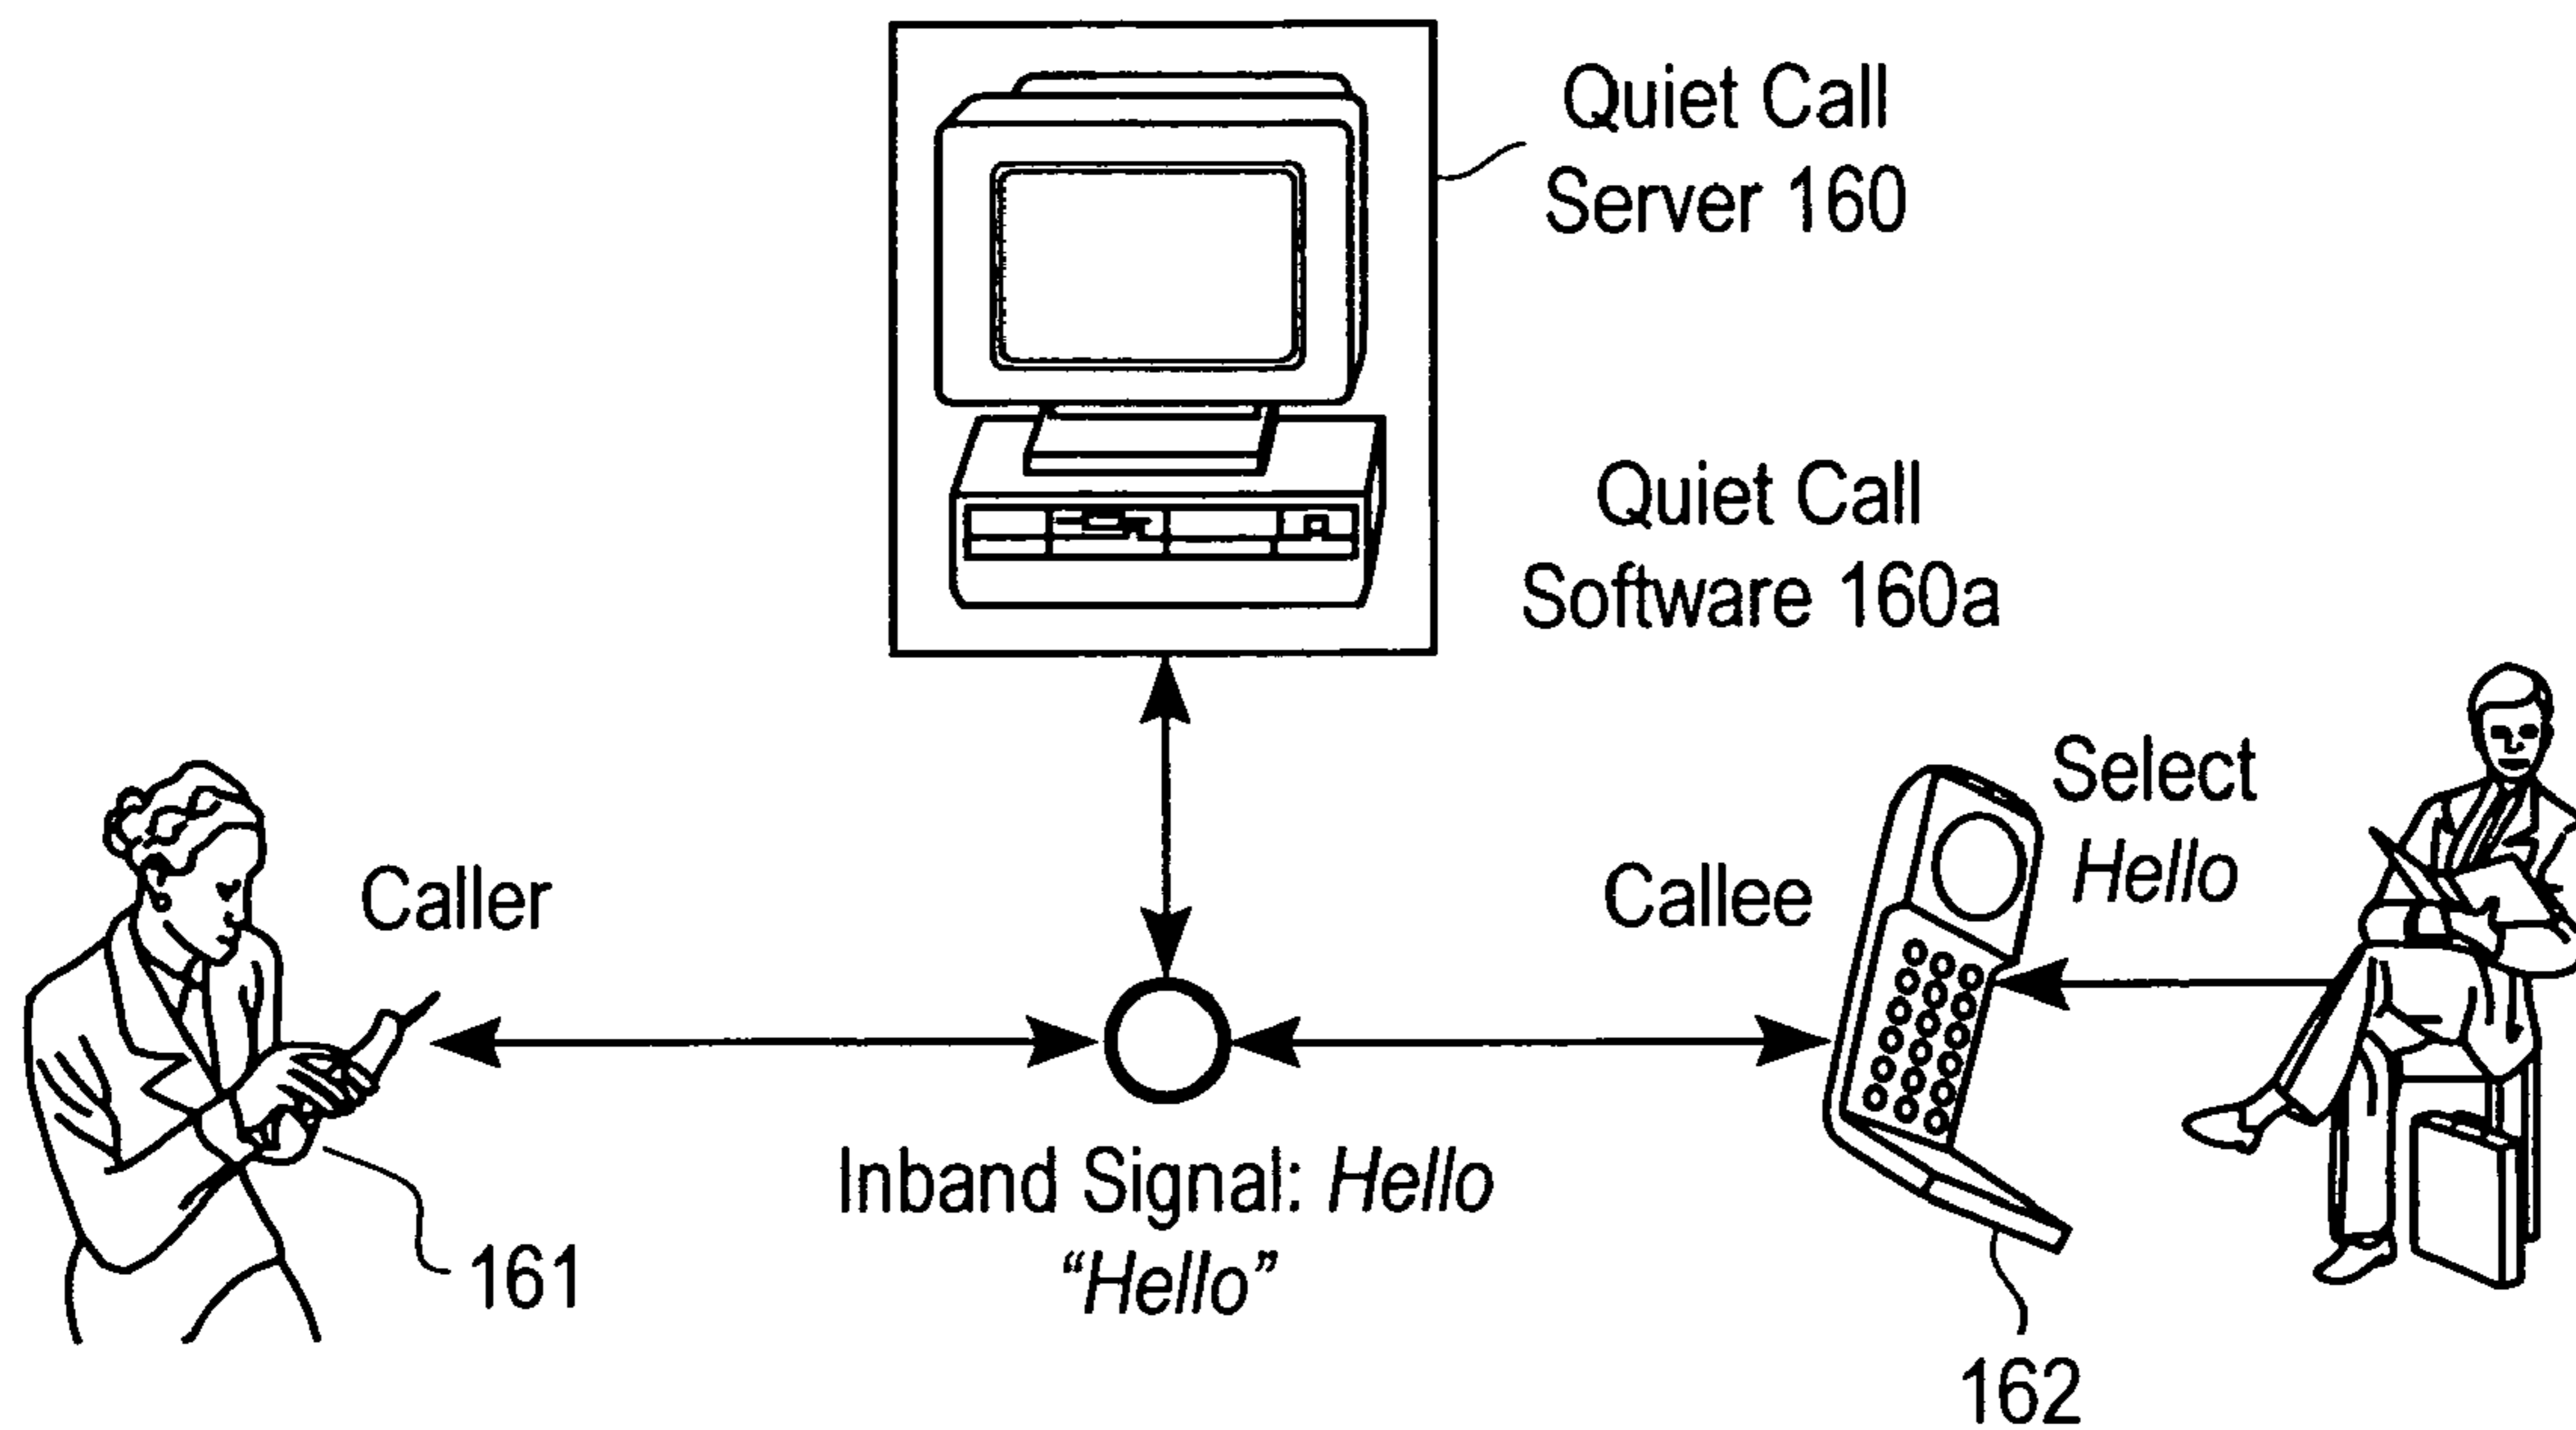 Quiet Call
Server 160
Quiet Call
Software 160a
Select
Hello
Caller
Callee
Inband Signal: Hello
“Hello”
161
162